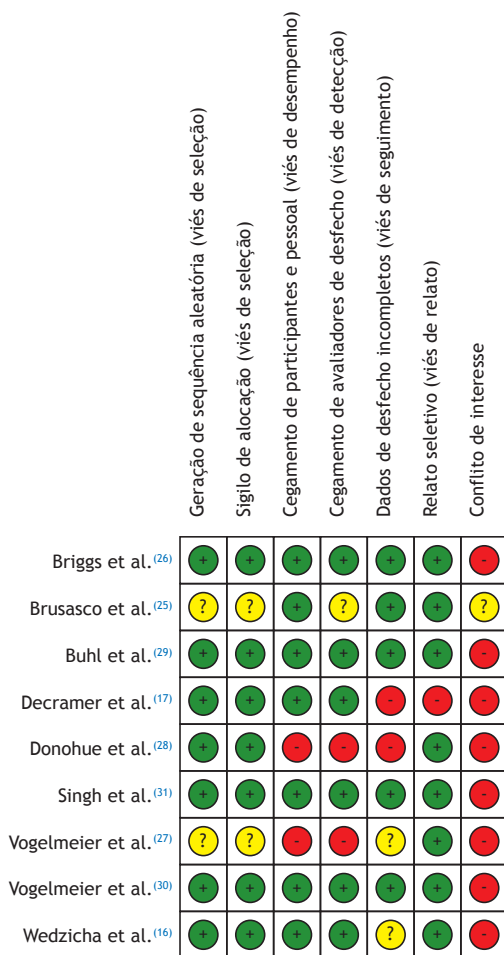 Geração de sequência aleatória (viés de seleção)
Sigilo de alocação (viés de seleção)
Cegamento de participantes e pessoal (viés de desempenho)
Cegamento de avaliadores de desfecho (viés de detecção)
Dados de desfecho incompletos (viés de seguimento)
Relato seletivo (viés de relato)
Conflito de interesse
Briggs et al.(26) + + + + + + -
Brusasco et al.(25) ? ? + ? + + ?
Buhl et al.(29) + + + + + + -
Decramer et al.(17) + + + + - - -
Donohue et al.(28) + + - - - + -
Singh et al.(31) + + + + + + -
Vogelmeier et al.(27) ? ? - - ? + -
Vogelmeier et al.(30) + + + + + + -
Wedzicha et al.(16) + + + + ? + -